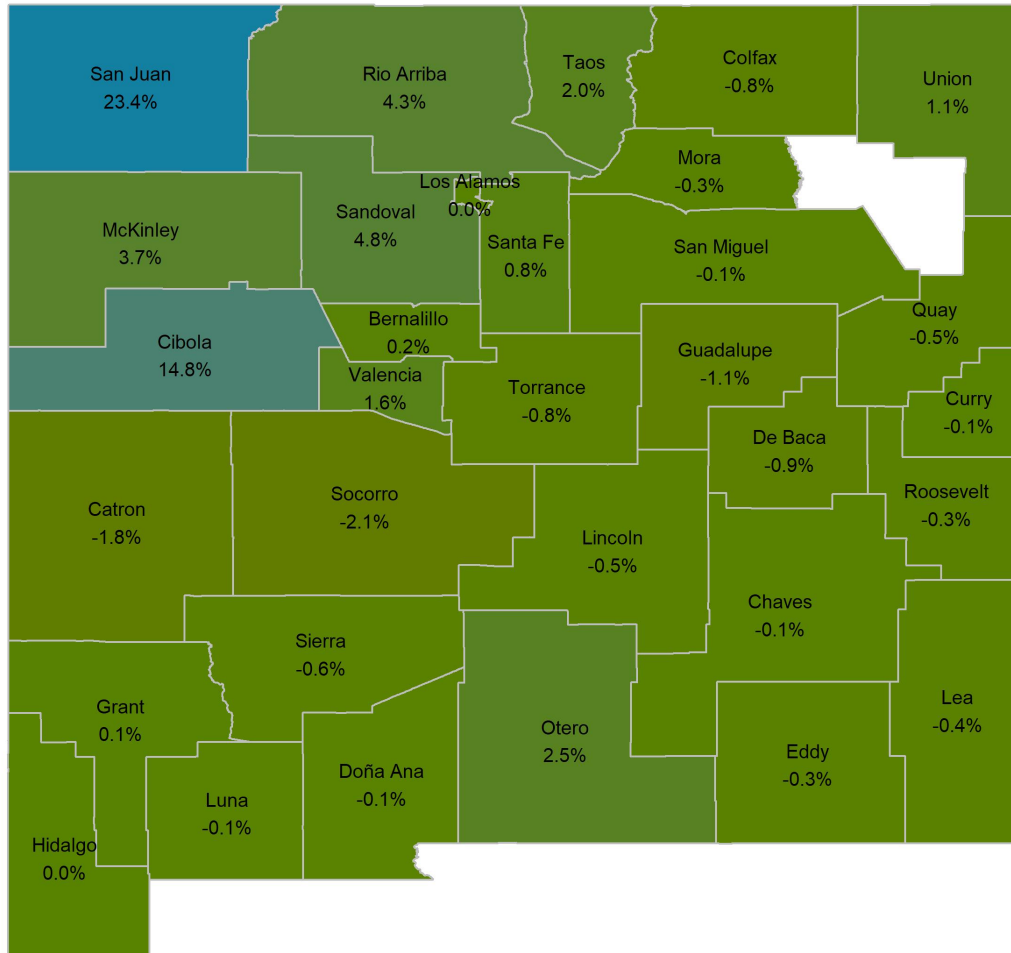 San Juan
23.4%
Rio Arriba
4.3%
Taos
2.0%
Colfax
-0.8%
Union
1.1%
Mora
-0.3%
Los Alamos
0.0%
McKinley
3.7%
Sandoval
4.8%
Santa Fe
0.8%
San Miguel
-0.1%
Quay
-0.5%
Cibola
14.8%
Bernalillo
0.2%
Valencia
1.6%
Torrance
-0.8%
Guadalupe
-1.1%
Curry
-0.1%
De Baca
-0.9%
Roosevelt
-0.3%
Catron
-1.8%
Socorro
-2.1%
Lincoln
-0.5%
Chaves
-0.1%
Sierra
-0.6%
Grant
0.1%
Otero
2.5%
Lea
-0.4%
Eddy
-0.3%
Doña Ana
-0.1%
Luna
-0.1%
Hidalgo
0.0%